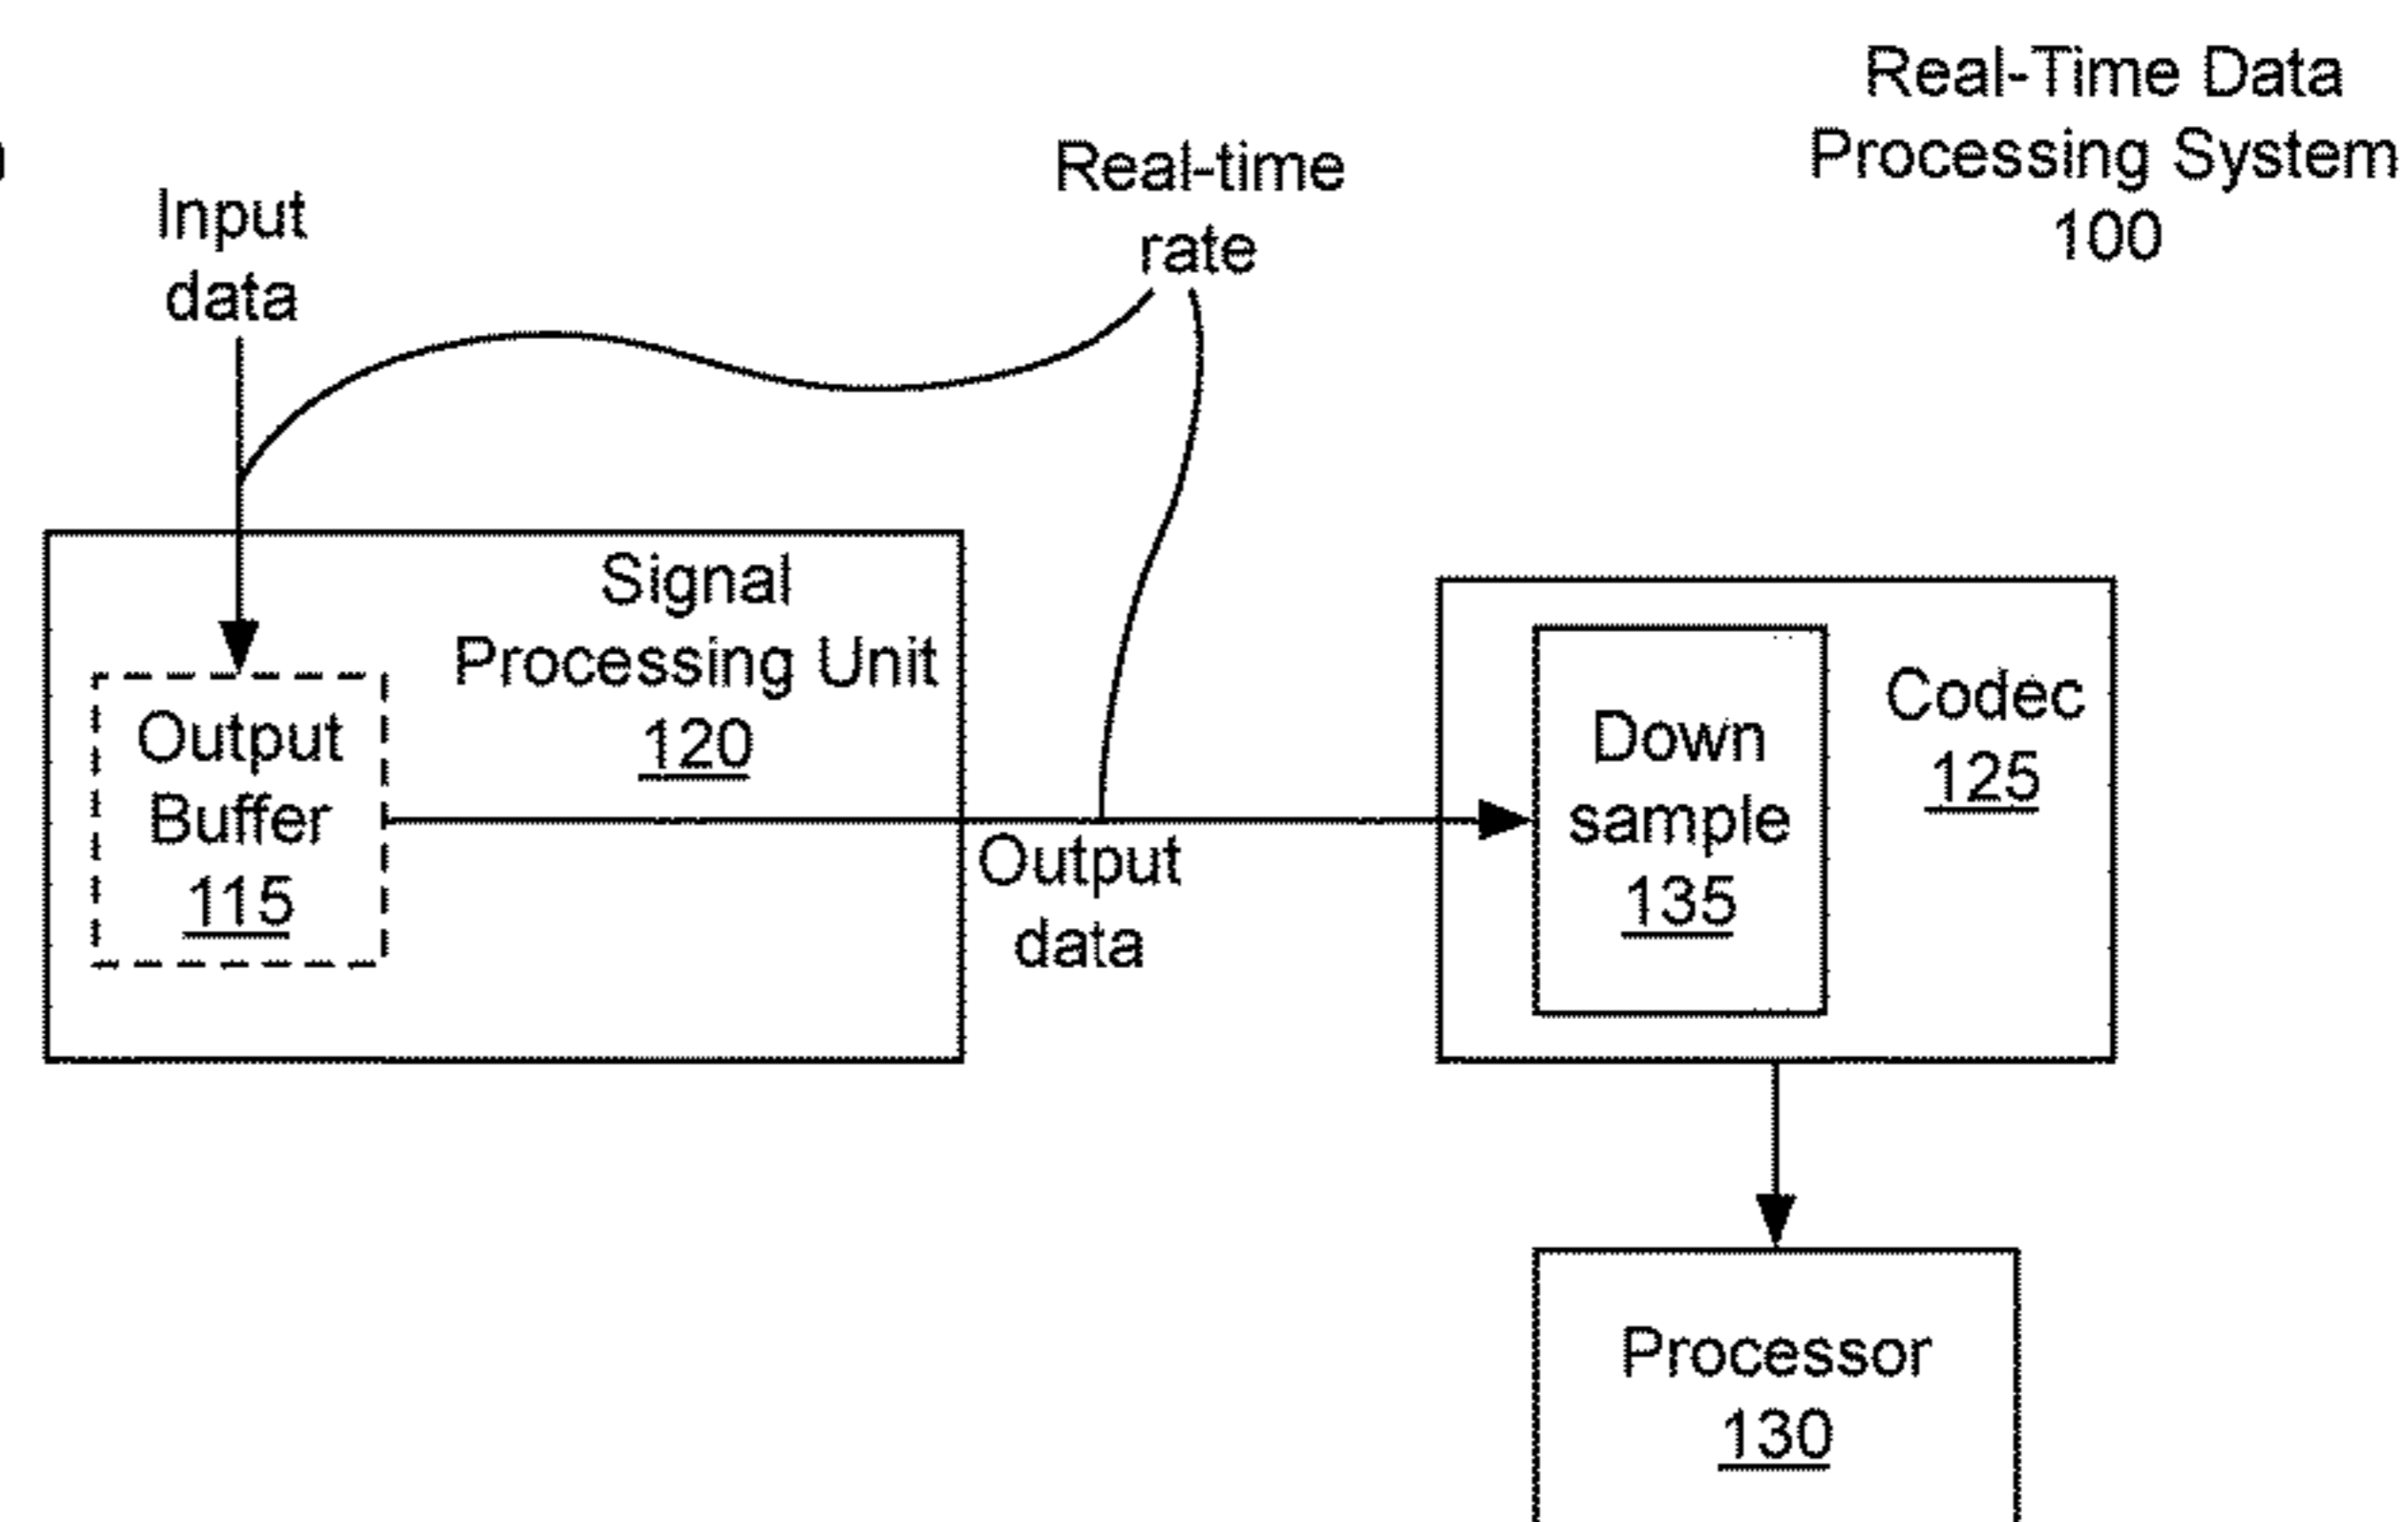 Real-Time Data
Processing System
100
Real-time
rate
Input
data
Signal
Processing Unit
120
Output
Buffer
115
Output
data
Codec
125
Down
sample
135
Processor
130